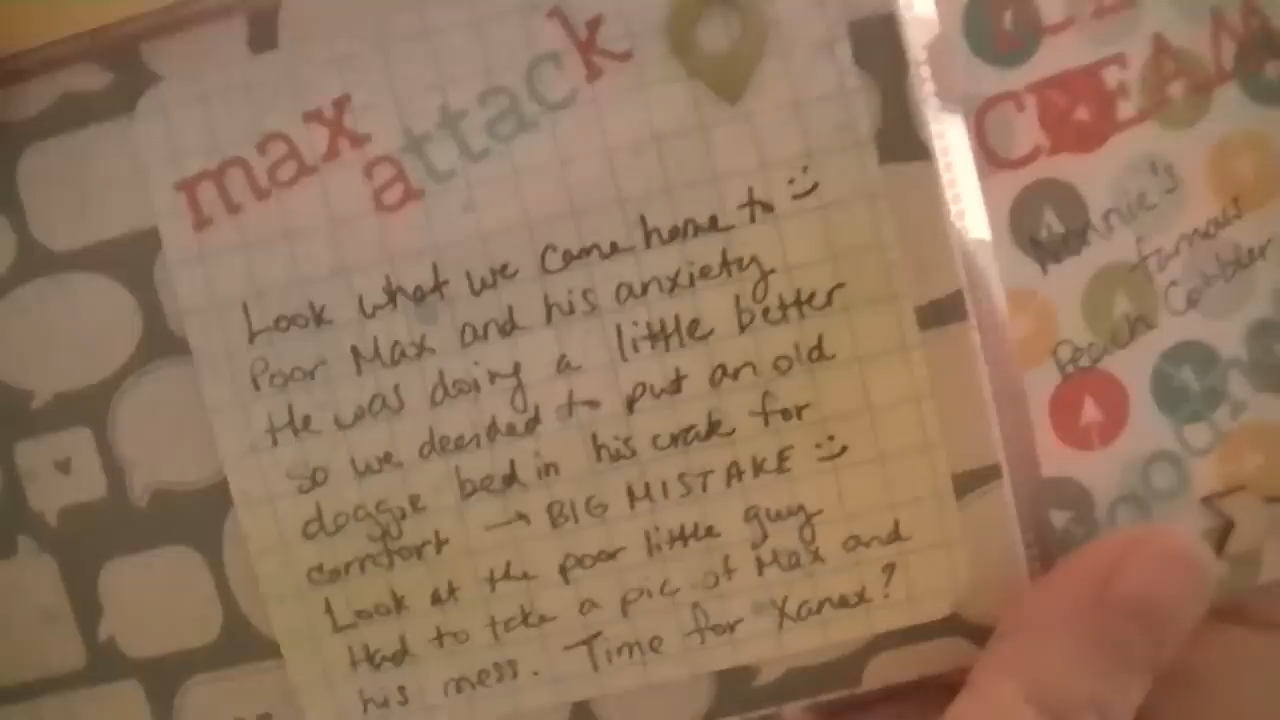 max
attack
Look what we came home to :)
Poor Max and his anxiety
He was doing a little better
so we decided to put an old
doggie bed in his crate for
comfort → BIG MISTAKE :)
Look at the poor little guy
Had to take a pic of Max and
his mess. Time for Xanax?
CREAM
Nonnie's
famous
Peach Cobbler